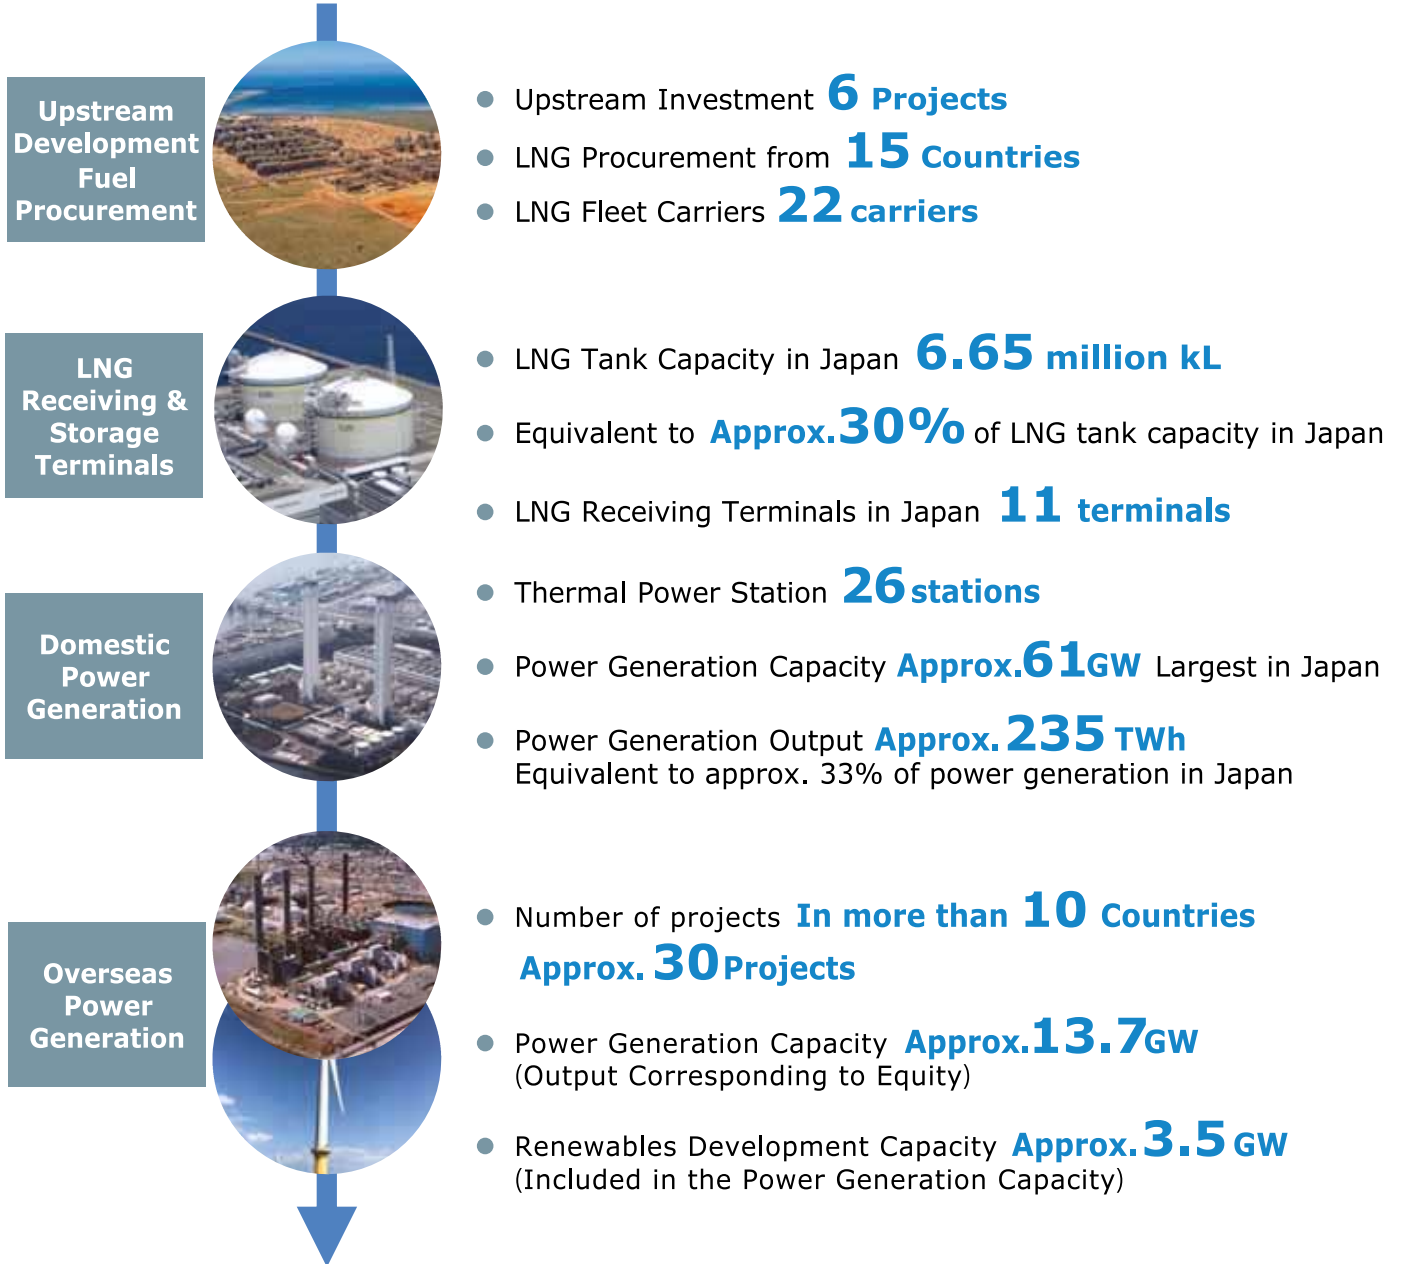 Upstream
Development
Fuel
Procurement
● Upstream Investment 6 Projects
● LNG Procurement from 15 Countries
● LNG Fleet Carriers 22 carriers
LNG
Receiving &
Storage
Terminals
● LNG Tank Capacity in Japan 6.65 million kL
● Equivalent to Approx.30% of LNG tank capacity in Japan
● LNG Receiving Terminals in Japan 11 terminals
Domestic
Power
Generation
● Thermal Power Station 26 stations
● Power Generation Capacity Approx.61GW Largest in Japan
● Power Generation Output Approx.235 TWh
Equivalent to approx. 33% of power generation in Japan
Overseas
Power
Generation
● Number of projects In more than 10 Countries
Approx.30 Projects
● Power Generation Capacity Approx.13.7GW
(Output Corresponding to Equity)
● Renewables Development Capacity Approx.3.5 GW
(Included in the Power Generation Capacity)